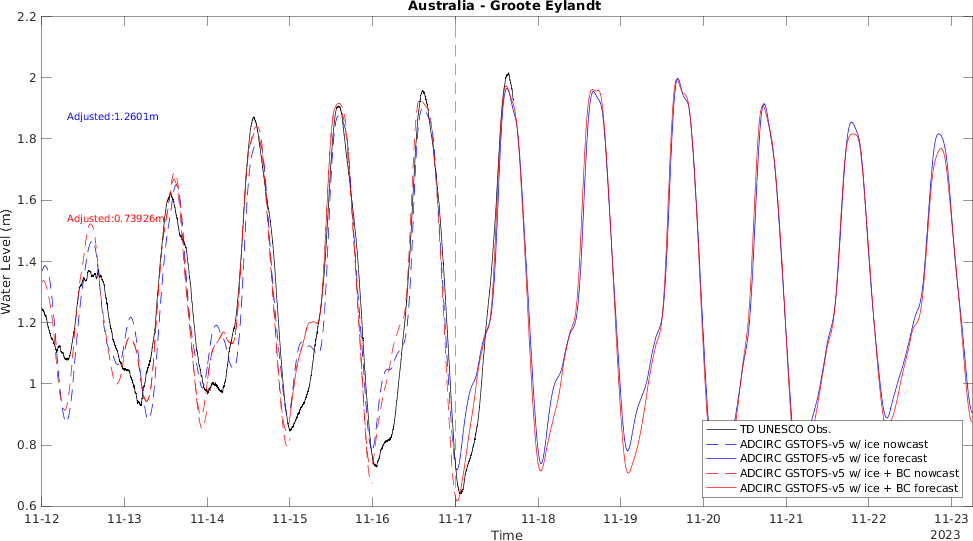 Australia - Groote Eylandt
2.2
2
1.8
1.6
1.4
1.2
1
0.8
0.6
Water Level (m)
Adjusted:1.2601m
Adjusted:0.73926m
TD UNESCO Obs.
ADCIRC GSTOFS-v5 w/ ice nowcast
ADCIRC GSTOFS-v5 w/ ice forecast
ADCIRC GSTOFS-v5 w/ ice + BC nowcast
ADCIRC GSTOFS-v5 w/ ice + BC forecast
11-12 11-13 11-14 11-15 11-16 11-17 11-18 11-19 11-20 11-21 11-22 11-23
Time
2023